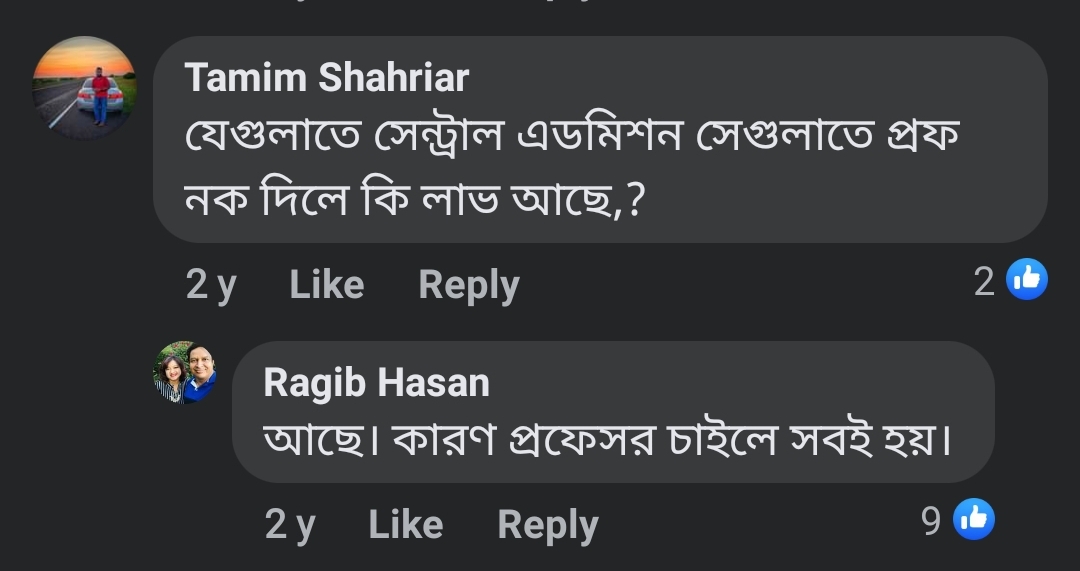 Tamim Shahriar
যেগুলাতে সেন্ট্রাল এডমিশন সেগুলাতে প্রফ
নক দিলে কি লাভ আছে,?
2 y Like Reply 2
Ragib Hasan
আছে। কারণ প্রফেসর চাইলে সবই হয়।
2 y Like Reply 9